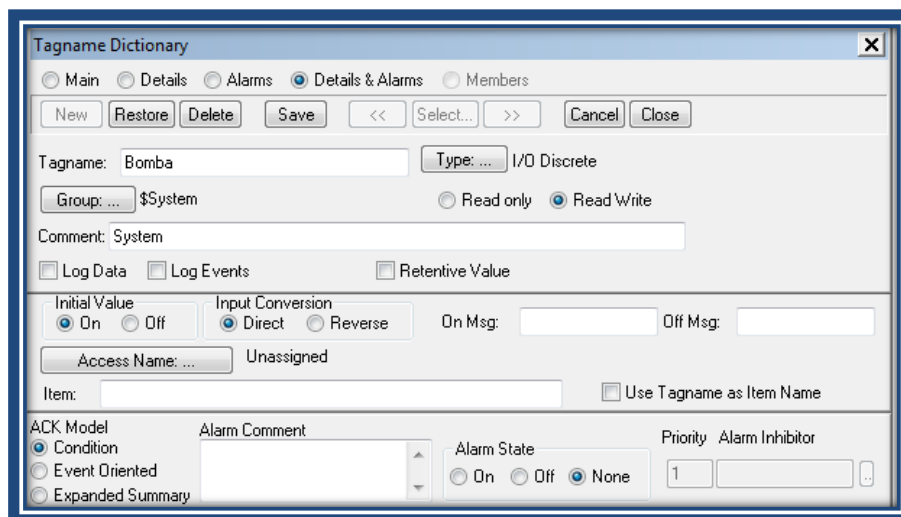 Tagname Dictionary
Main Details Alarms Details & Alarms Members
New Restore Delete Save << Select... >> Cancel Close
Tagname: Bomba Type: ... I/O Discrete
Group: ... $System Read only Read Write
Comment: System
Log Data Log Events Retentive Value
Initial Value Input Conversion
On Off Direct Reverse On Msg: Off Msg:
Access Name: ... Unassigned
Item: Use Tagname as Item Name
ACK Model Alarm Comment Priority Alarm Inhibitor
Condition Alarm State
Event Oriented On Off None 1 ..
Expanded Summary